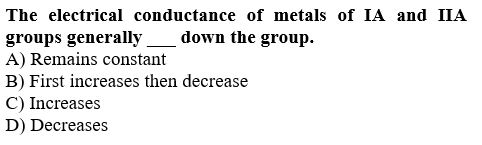 The electrical conductance of metals of IA and IIA
groups generally ___ down the group.
A) Remains constant
B) First increases then decrease
C) Increases
D) Decreases